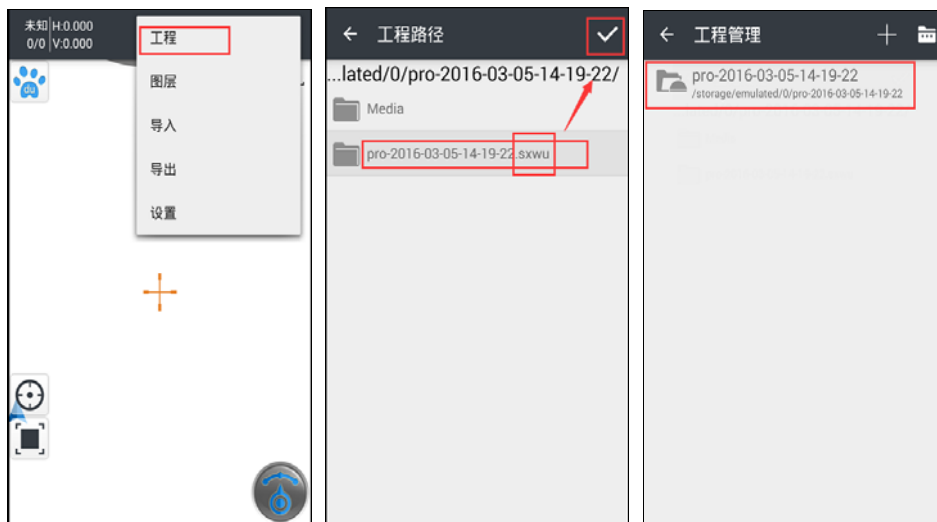 未知 H:0.000
0/0 V:0.000
du
工程
图层
导入
导出
设置
工程路径
...lated/0/pro-2016-03-05-14-19-22/
Media
pro-2016-03-05-14-19-22.sxwu
工程管理
pro-2016-03-05-14-19-22
/storage/emulated/0/pro-2016-03-05-14-19-22